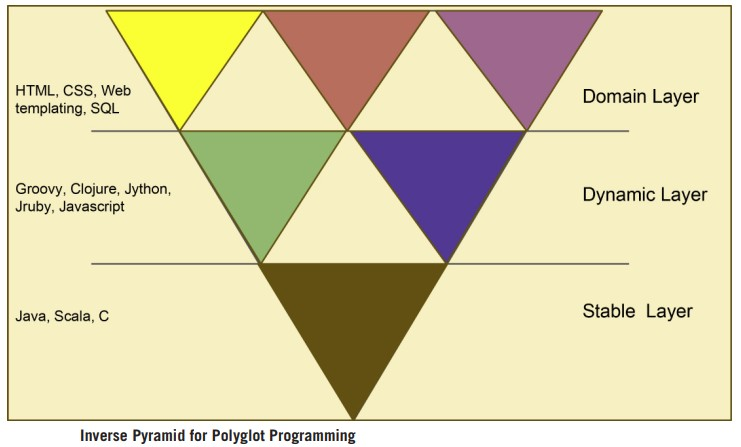 HTML, CSS, Web
templating, SQL
Domain Layer
Groovy, Clojure, Jython,
Jruby, Javascript
Dynamic Layer
Java, Scala, C
Stable Layer
Inverse Pyramid for Polyglot Programming